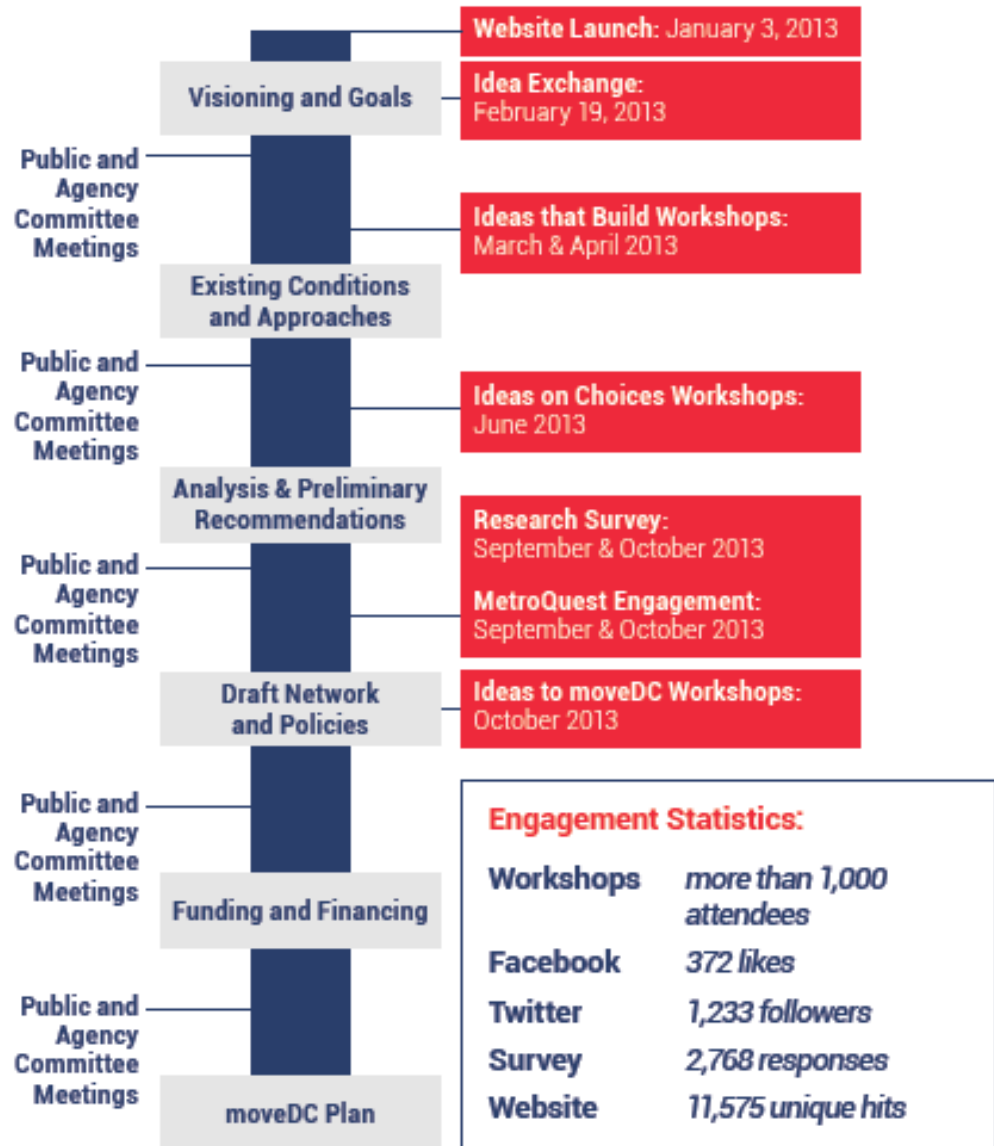 Website Launch: January 3, 2013
Visioning and Goals
Idea Exchange:
February 19, 2013
Public and
Agency
Committee
Meetings
Ideas that Build Workshops:
March & April 2013
Existing Conditions
and Approaches
Public and
Agency
Committee
Meetings
Ideas on Choices Workshops:
June 2013
Analysis & Preliminary
Recommendations
Research Survey:
September & October 2013
Public and
Agency
Committee
Meetings
MetroQuest Engagement:
September & October 2013
Draft Network
and Policies
Ideas to moveDC Workshops:
October 2013
Public and
Agency
Committee
Meetings
Funding and Financing
Public and
Agency
Committee
Meetings
moveDC Plan
Engagement Statistics:
Workshops more than 1,000
attendees
Facebook 372 likes
Twitter 1,233 followers
Survey 2,768 responses
Website 11,575 unique hits